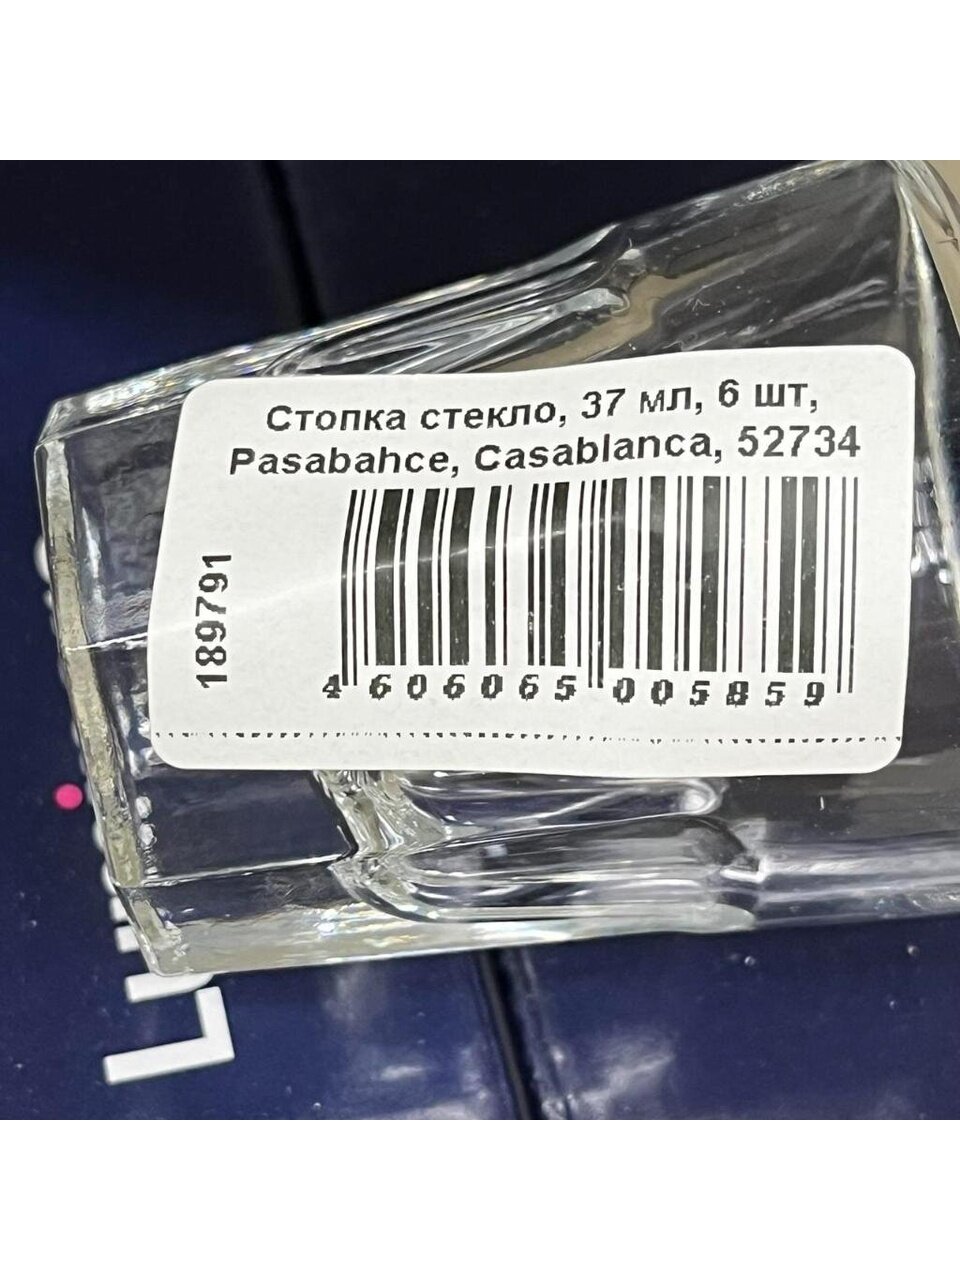 Стопка стекло, 37 мл, 6 шт,
Pasabahce, Casablanca, 52734
189791
4 606065 005859